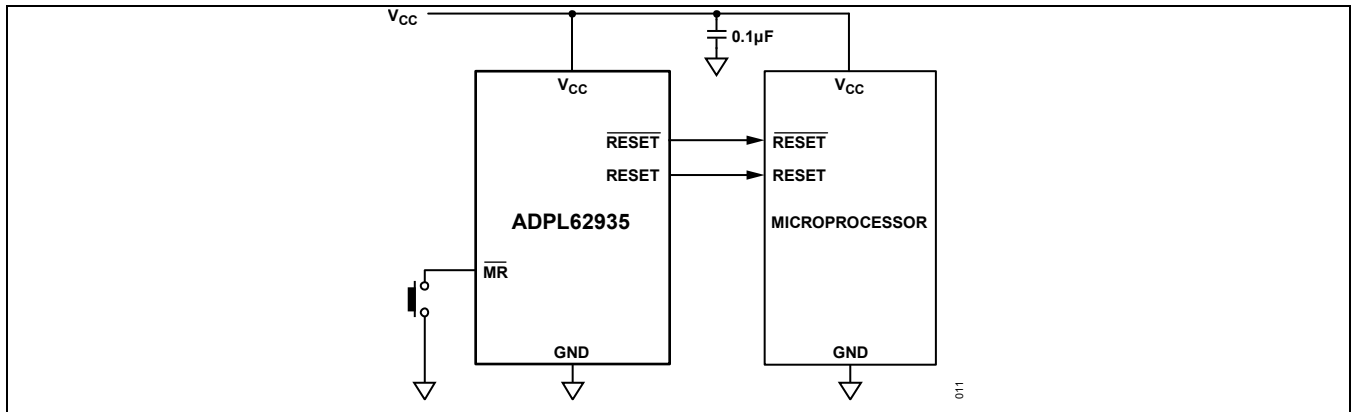 VCC
0.1µF
VCC
VCC
RESET
RESET
RESET
RESET
ADPL62935
MICROPROCESSOR
MR
GND
GND
011